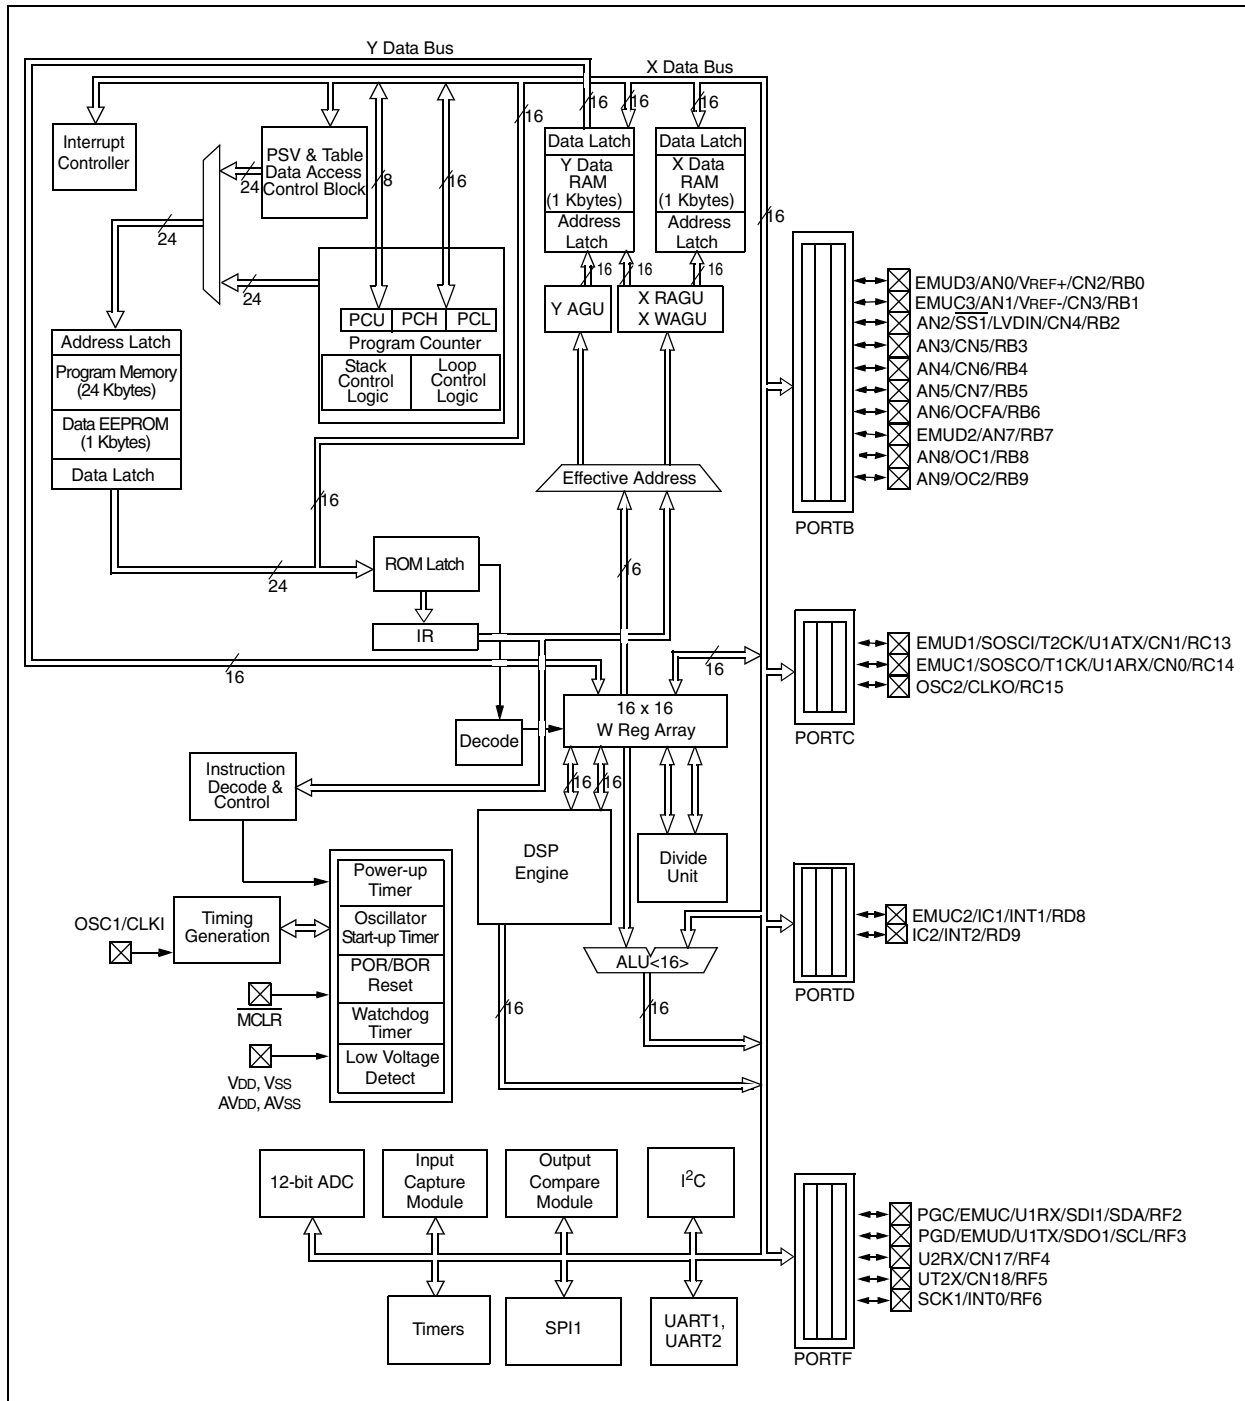 Y Data Bus
X Data Bus
16
16
16
16
Interrupt
Controller
PSV & Table
Data Access
Control Block
24
8
16
Data Latch
Y Data
RAM
(1 Kbytes)
Address
Latch
Data Latch
X Data
RAM
(1 Kbytes)
Address
Latch
16
24
24
16
16
16
Y AGU
X RAGU
X WAGU
PCU
PCH
PCL
Program Counter
Stack
Control
Logic
Loop
Control
Logic
Address Latch
Program Memory
(24 Kbytes)
Data EEPROM
(1 Kbytes)
Data Latch
Effective Address
16
24
ROM Latch
16
IR
16
16
16 x 16
W Reg Array
Decode
Instruction
Decode &
Control
16
16
DSP
Engine
Divide
Unit
Power-up
Timer
Oscillator
Start-up Timer
POR/BOR
Reset
Watchdog
Timer
Low Voltage
Detect
OSC1/CLKI
Timing
Generation
MCLR
VDD, VSS
AVDD, AVSS
ALU<16>
16
16
12-bit ADC
Input
Capture
Module
Output
Compare
Module
I2C
Timers
SPI1
UART1,
UART2
EMUD3/AN0/VREF+/CN2/RB0
EMUC3/AN1/VREF-/CN3/RB1
AN2/SS1/LVDIN/CN4/RB2
AN3/CN5/RB3
AN4/CN6/RB4
AN5/CN7/RB5
AN6/OCFA/RB6
EMUD2/AN7/RB7
AN8/OC1/RB8
AN9/OC2/RB9
PORTB
EMUD1/SOSCI/T2CK/U1ATX/CN1/RC13
EMUC1/SOSCO/T1CK/U1ARX/CN0/RC14
OSC2/CLKO/RC15
PORTC
EMUC2/IC1/INT1/RD8
IC2/INT2/RD9
PORTD
PGC/EMUC/U1RX/SDI1/SDA/RF2
PGD/EMUD/U1TX/SDO1/SCL/RF3
U2RX/CN17/RF4
UT2X/CN18/RF5
SCK1/INT0/RF6
PORTF